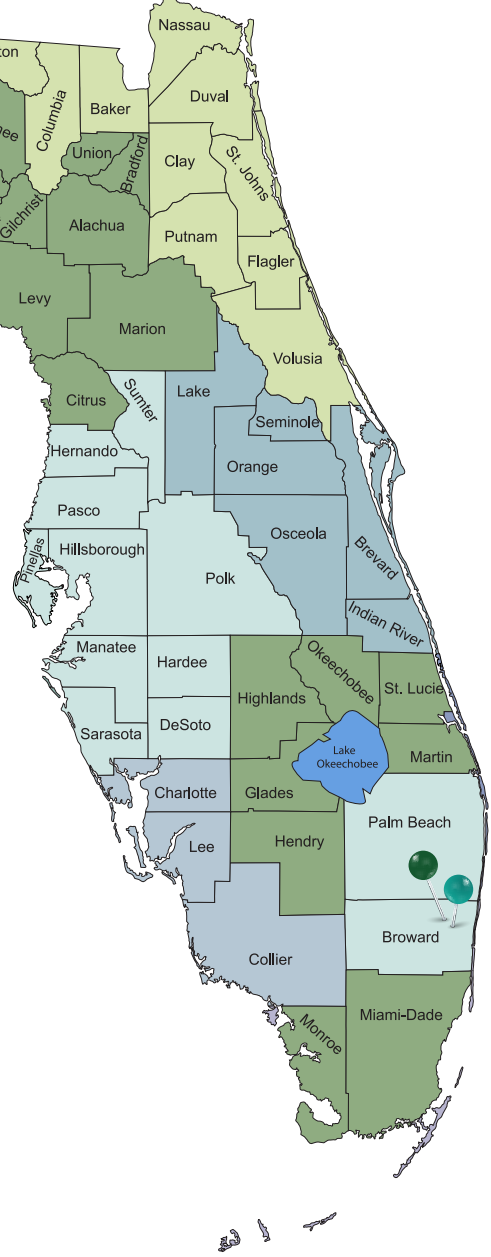 Nassau
ton
Columbia
Baker
Duval
Union
Bradford
Clay
St. Johns
Gilchrist
Alachua
Putnam
Flagler
Levy
Marion
Volusia
Citrus
Sumter
Lake
Seminole
Hernando
Orange
Pasco
Hillsborough
Pinellas
Osceola
Brevard
Polk
Indian River
Manatee
Hardee
Okeechobee
St. Lucie
Highlands
Sarasota
DeSoto
Lake
Okeechobee
Martin
Charlotte
Glades
Palm Beach
Lee
Hendry
Broward
Collier
Monroe
Miami-Dade